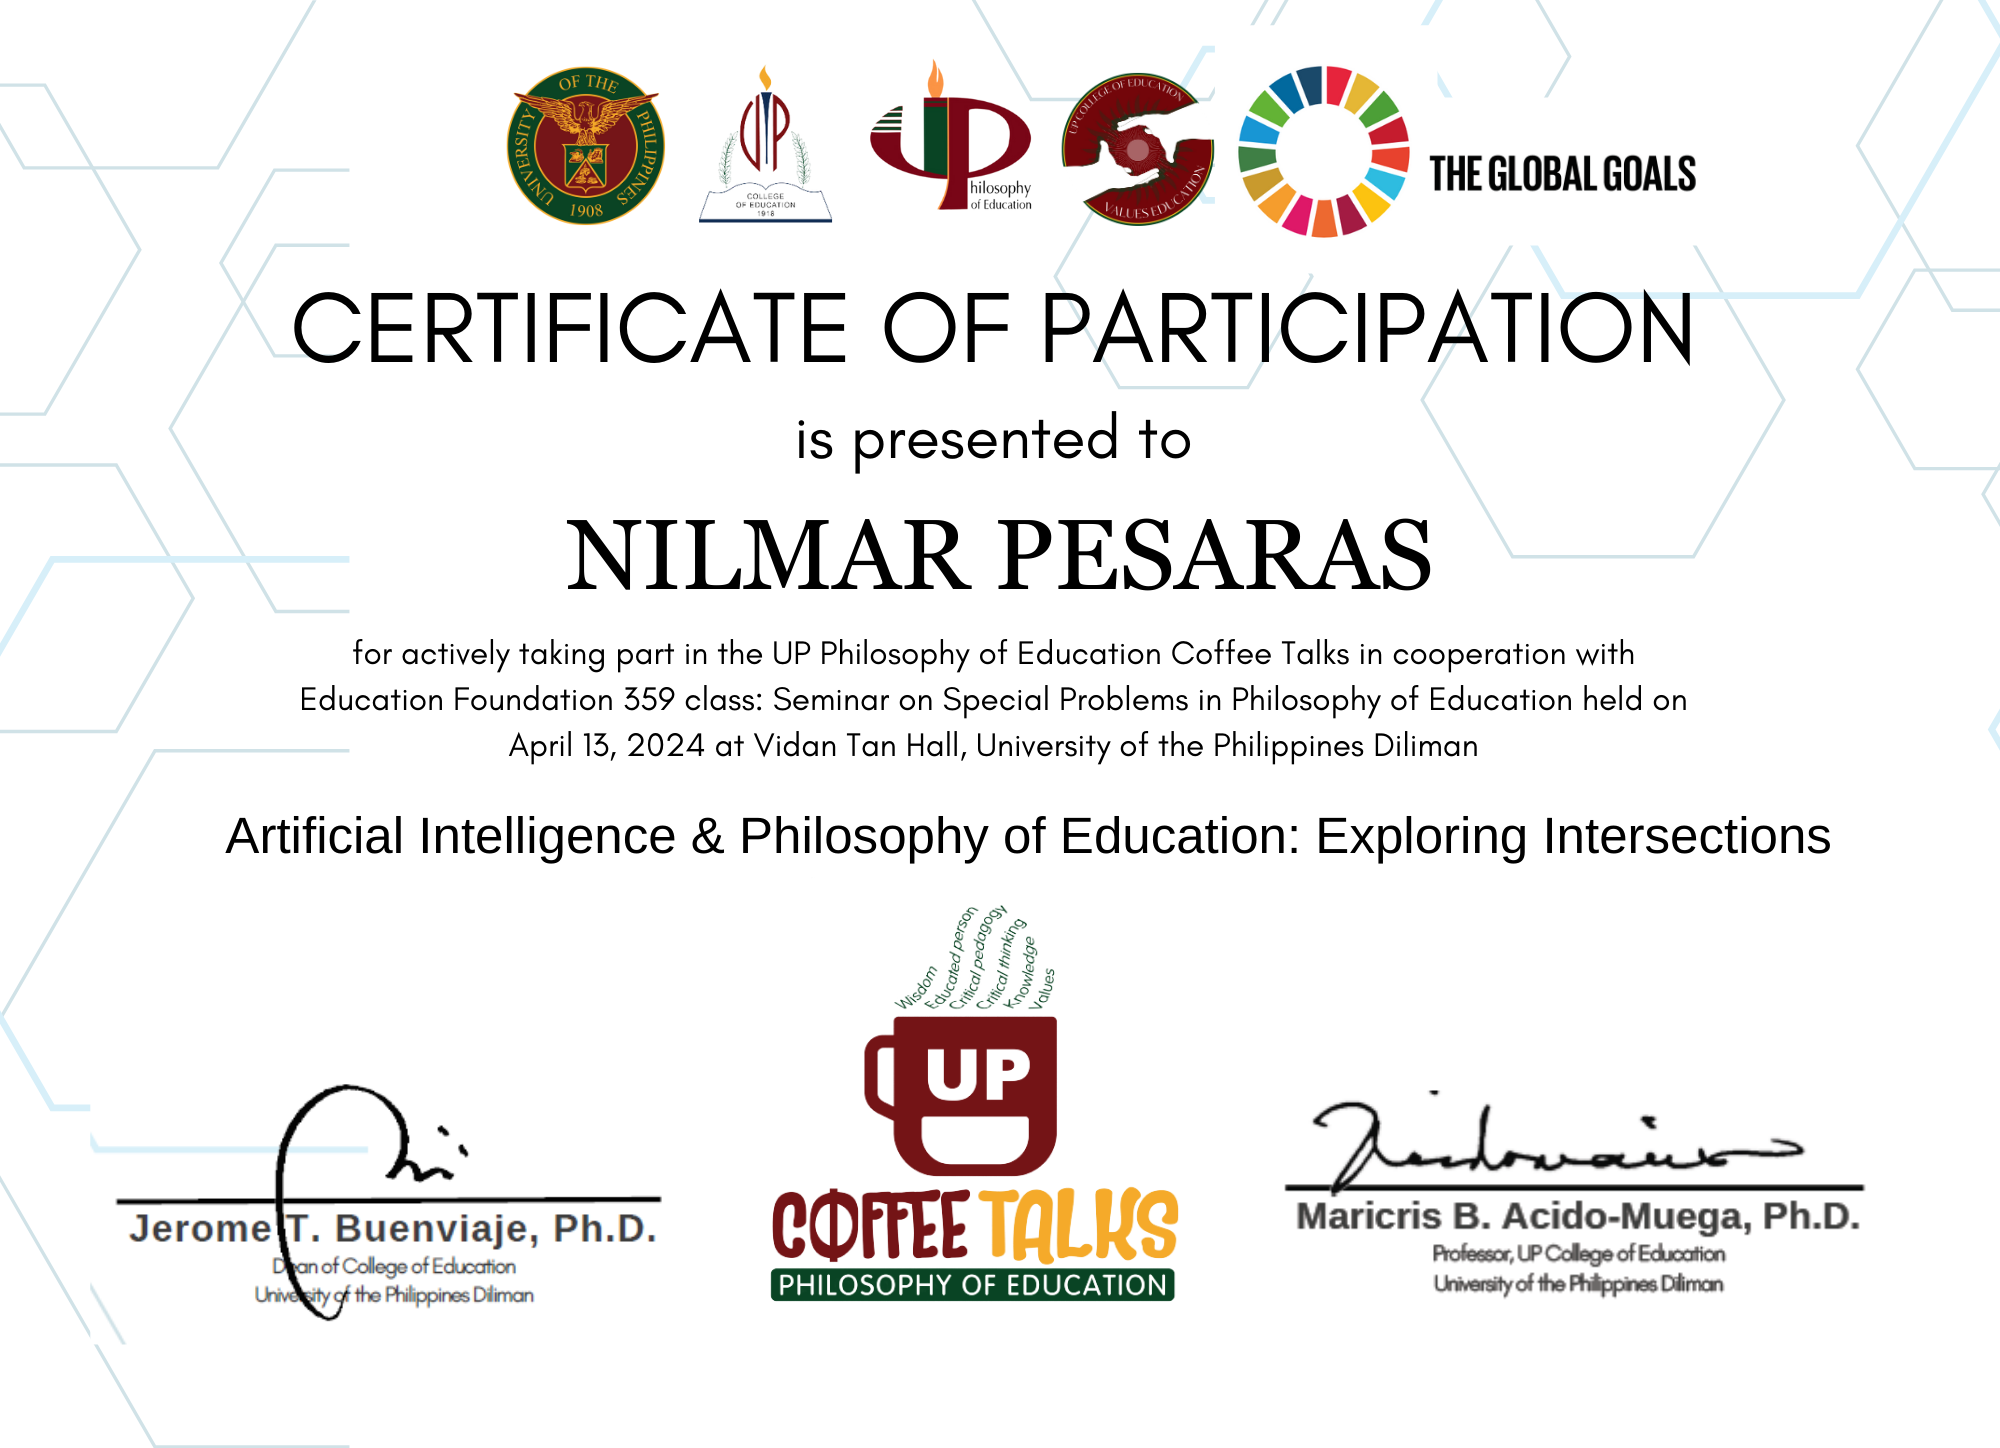 UNIVERSITY OF THE PHILIPPINES
1908
UP
COLLEGE
OF EDUCATION
1918
UP
hilosophy
of Education
UP COLLEGE OF EDUCATION
VALUES EDUCATION
THE GLOBAL GOALS
CERTIFICATE OF PARTICIPATION
is presented to
NILMAR PESARAS
for actively taking part in the UP Philosophy of Education Coffee Talks in cooperation with
Education Foundation 359 class: Seminar on Special Problems in Philosophy of Education held on
April 13, 2024 at Vidan Tan Hall, University of the Philippines Diliman
Artificial Intelligence & Philosophy of Education: Exploring Intersections
Wisdom
Educated person
Critical pedagogy
Critical thinking
Knowledge
Values
UP
COFFEE TALKS
PHILOSOPHY OF EDUCATION
Jerome T. Buenviaje, Ph.D.
Dean of College of Education
University of the Philippines Diliman
Maricris B. Acido-Muega, Ph.D.
Professor, UP College of Education
University of the Philippines Diliman